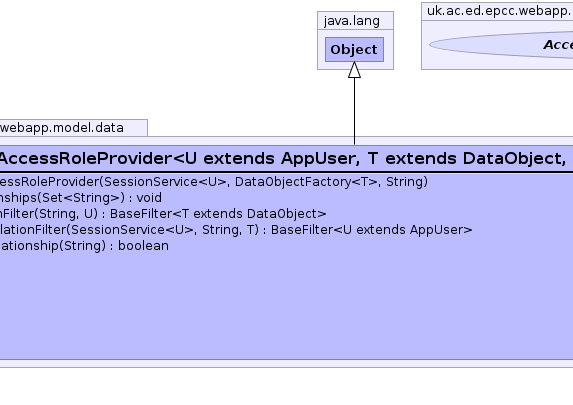 java.lang
Object
uk.ac.ed.epcc.webapp.
Acce
webapp.model.data
AccessRoleProvider<U extends AppUser, T extends DataObject,
essRoleProvider(SessionService<U>, DataObjectFactory<T>, String)
nships(Set<String>) : void
nFilter(String, U) : BaseFilter<T extends DataObject>
lationFilter(SessionService<U>, String, T) : BaseFilter<U extends AppUser>
lationship(String) : boolean